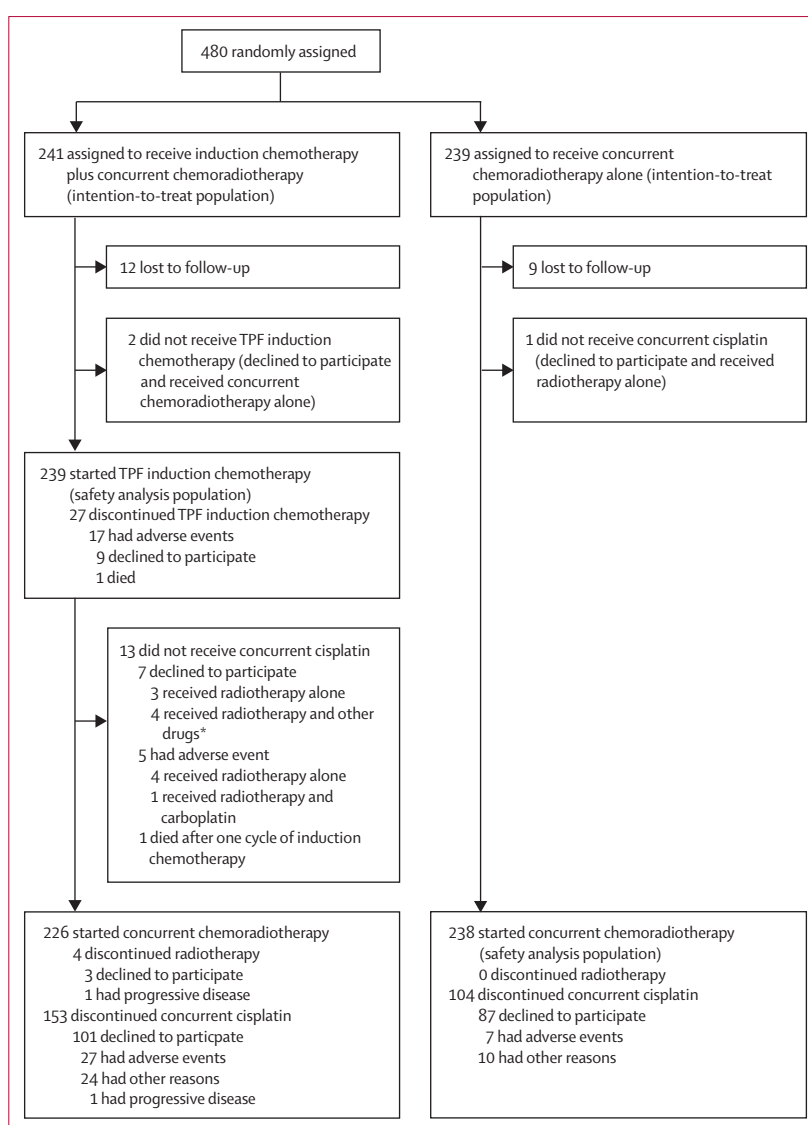 480 randomly assigned
241 assigned to receive induction chemotherapy
plus concurrent chemoradiotherapy
(intention-to-treat population)
239 assigned to receive concurrent
chemoradiotherapy alone (intention-to-treat
population)
12 lost to follow-up
9 lost to follow-up
2 did not receive TPF induction
chemotherapy (declined to participate
and received concurrent
chemoradiotherapy alone)
1 did not receive concurrent cisplatin
(declined to participate and received
radiotherapy alone)
239 started TPF induction chemotherapy
(safety analysis population)
27 discontinued TPF induction chemotherapy
17 had adverse events
9 declined to participate
1 died
13 did not receive concurrent cisplatin
7 declined to participate
3 received radiotherapy alone
4 received radiotherapy and other
drugs*
5 had adverse event
4 received radiotherapy alone
1 received radiotherapy and
carboplatin
1 died after one cycle of induction
chemotherapy
226 started concurrent chemoradiotherapy
4 discontinued radiotherapy
3 declined to participate
1 had progressive disease
153 discontinued concurrent cisplatin
101 declined to particpate
27 had adverse events
24 had other reasons
1 had progressive disease
238 started concurrent chemoradiotherapy
(safety analysis population)
0 discontinued radiotherapy
104 discontinued concurrent cisplatin
87 declined to participate
7 had adverse events
10 had other reasons